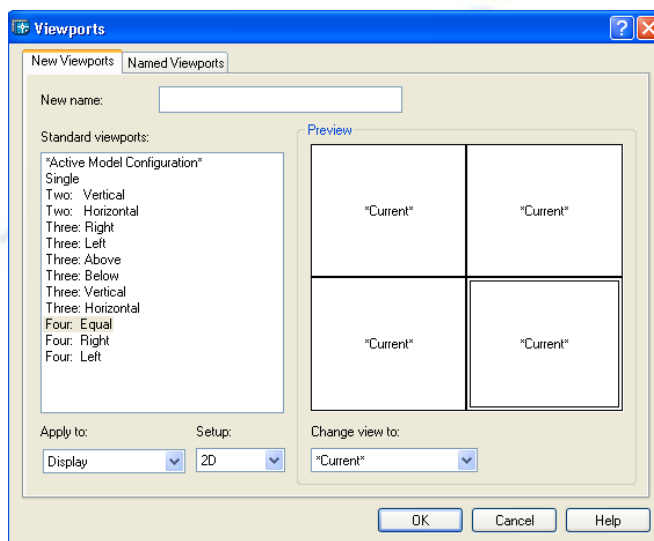 Viewports
New Viewports
Named Viewports
New name:
Standard viewports:
*Active Model Configuration*
Single
Two: Vertical
Two: Horizontal
Three: Right
Three: Left
Three: Above
Three: Below
Three: Vertical
Three: Horizontal
Four: Equal
Four: Right
Four: Left
Preview
*Current*
*Current*
*Current*
*Current*
Apply to:
Setup:
Change view to:
Display
2D
*Current*
OK
Cancel
Help